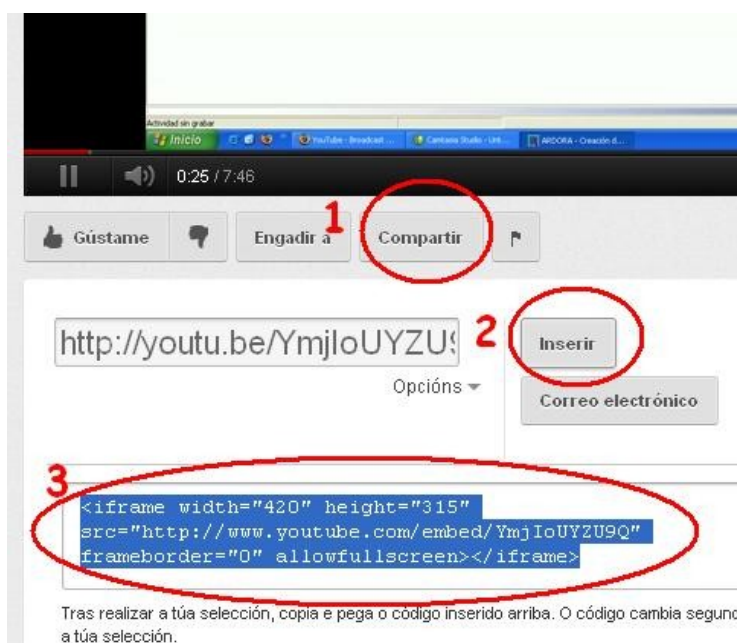 Actividad sin grabar
Inicio
YouTube - Broadcast ...
Camtasia Studio - Unt...
ARDORA - Creación d...
0:25 / 7:46
1
Gústame
Engadir a
Compartir
2
http://youtu.be/YmjIoUYZU9
Inserir
Opcións
Correo electrónico
3
<iframe width="420" height="315"
src="http://www.youtube.com/embed/YmjIoUYZU9Q"
frameborder="0" allowfullscreen></iframe>
Tras realizar a túa selección, copia e pega o código inserido arriba. O código cambia segund
a túa selección.